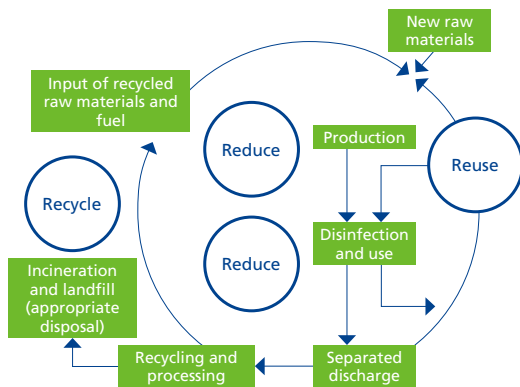 New raw
materials
Input of recycled
raw materials and
fuel
Reduce
Production
Reuse
Recycle
Reduce
Disinfection
and use
Incineration
and landfill
(appropriate
disposal)
Recycling and
processing
Separated
discharge